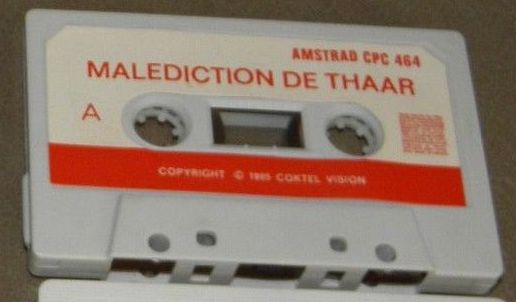 AMSTRAD CPC 464
MALEDICTION DE THAAR
A
COPYRIGHT © 1985 COKTEL VISION